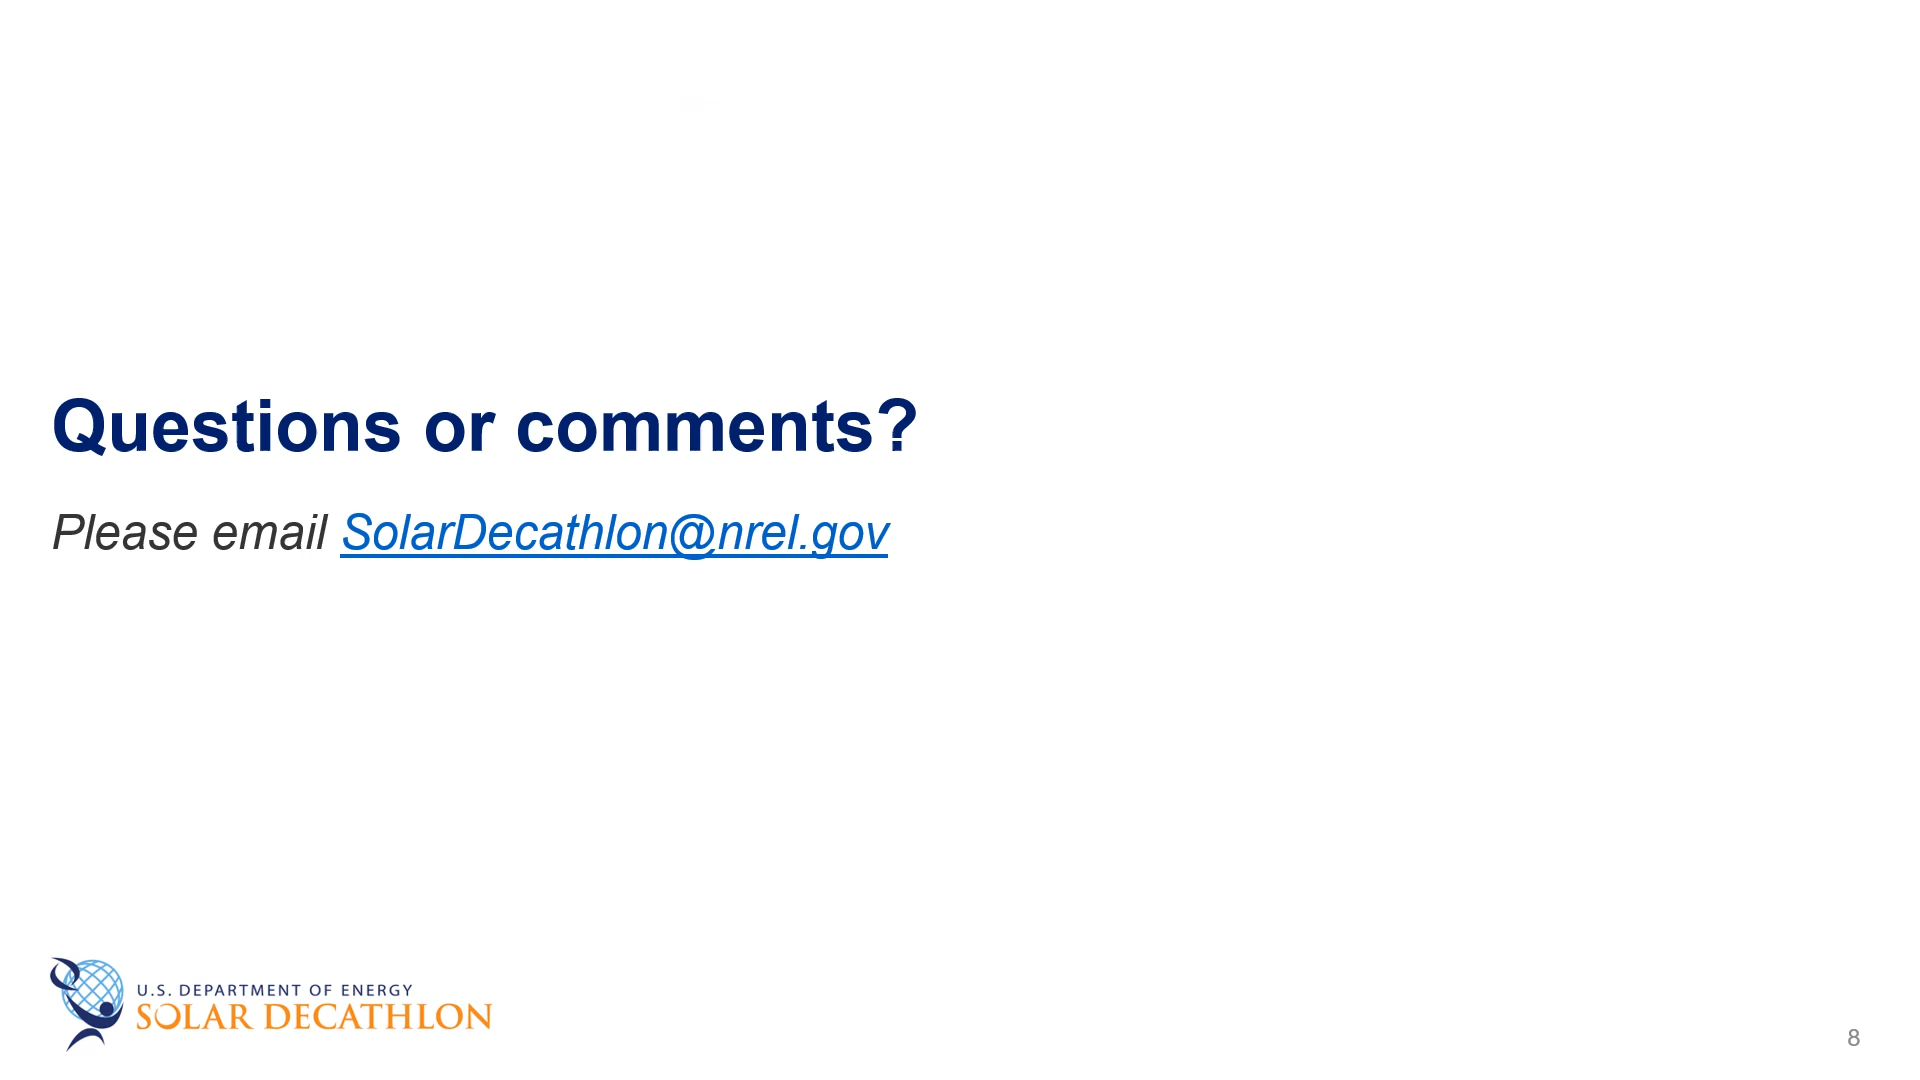 Questions or comments?
Please email SolarDecathlon@nrel.gov
U.S. DEPARTMENT OF ENERGY
SOLAR DECATHLON
8